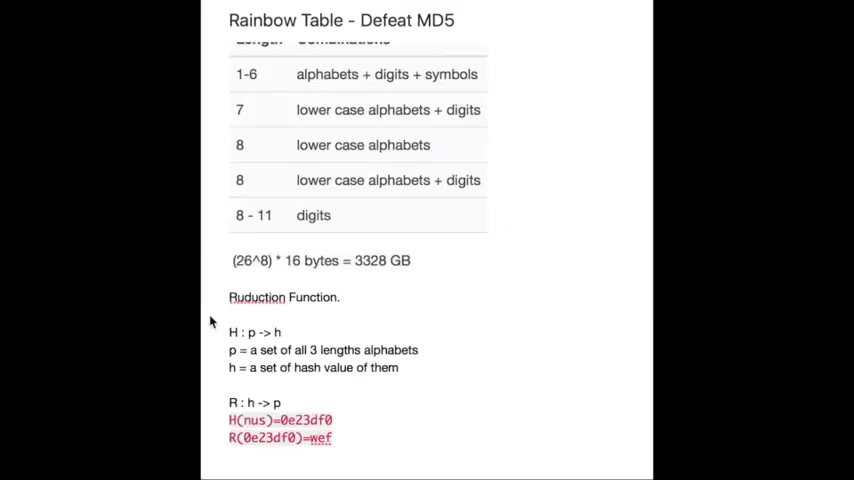 Rainbow Table - Defeat MD5
Length Combinations
1-6 alphabets + digits + symbols
7 lower case alphabets + digits
8 lower case alphabets
8 lower case alphabets + digits
8 - 11 digits
(26^8) * 16 bytes = 3328 GB
Ruduction Function.
H : p -> h
p = a set of all 3 lengths alphabets
h = a set of hash value of them
R : h -> p
H(nus)=0e23df0
R(0e23df0)=wef